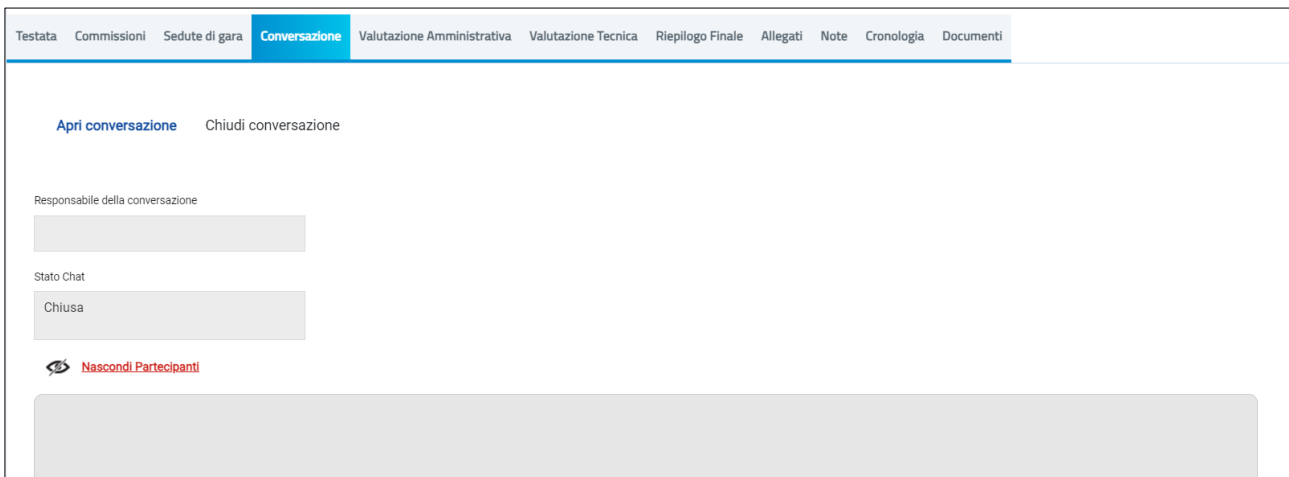 Testata Commissioni Sedute di gara Conversazione Valutazione Amministrativa Valutazione Tecnica Riepilogo Finale Allegati Note Cronologia Documenti
Apri conversazione Chiudi conversazione
Responsabile della conversazione
Stato Chat
Chiusa
Nascondi Partecipanti